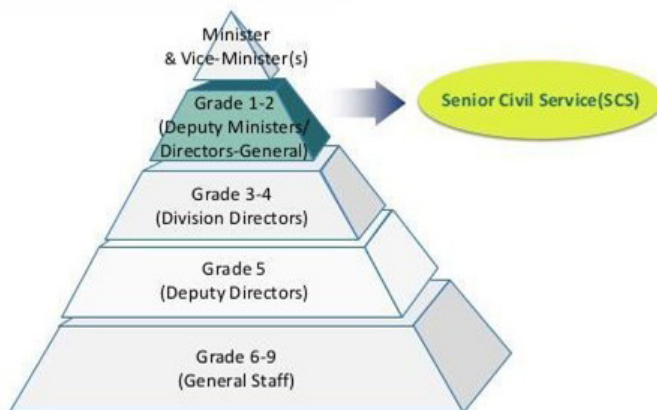 Minister
& Vice-Minister(s)
Grade 1-2
(Deputy Ministers/
Directors-General)
Senior Civil Service(SCS)
Grade 3-4
(Division Directors)
Grade 5
(Deputy Directors)
Grade 6-9
(General Staff)